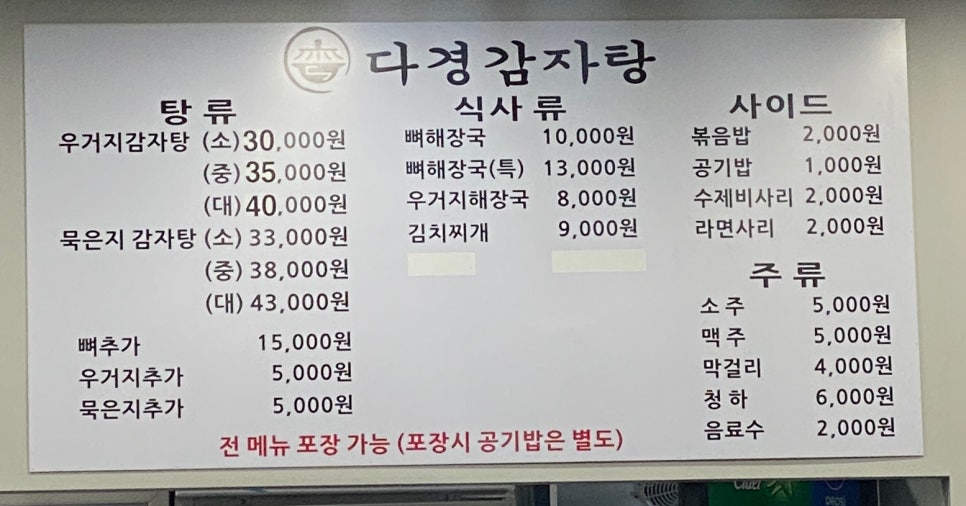 다경감자탕
탕 류
우거지감자탕 (소) 30,000원
(중) 35,000원
(대) 40,000원
묵은지 감자탕 (소) 33,000원
(중) 38,000원
(대) 43,000원
뼈추가 15,000원
우거지추가 5,000원
묵은지추가 5,000원
식사 류
뼈해장국 10,000원
뼈해장국(특) 13,000원
우거지해장국 8,000원
김치찌개 9,000원
사이드
볶음밥 2,000원
공기밥 1,000원
수제비사리 2,000원
라면사리 2,000원
주 류
소 주 5,000원
맥 주 5,000원
막걸리 4,000원
청 하 6,000원
음료수 2,000원
전 메뉴 포장 가능 (포장시 공기밥은 별도)